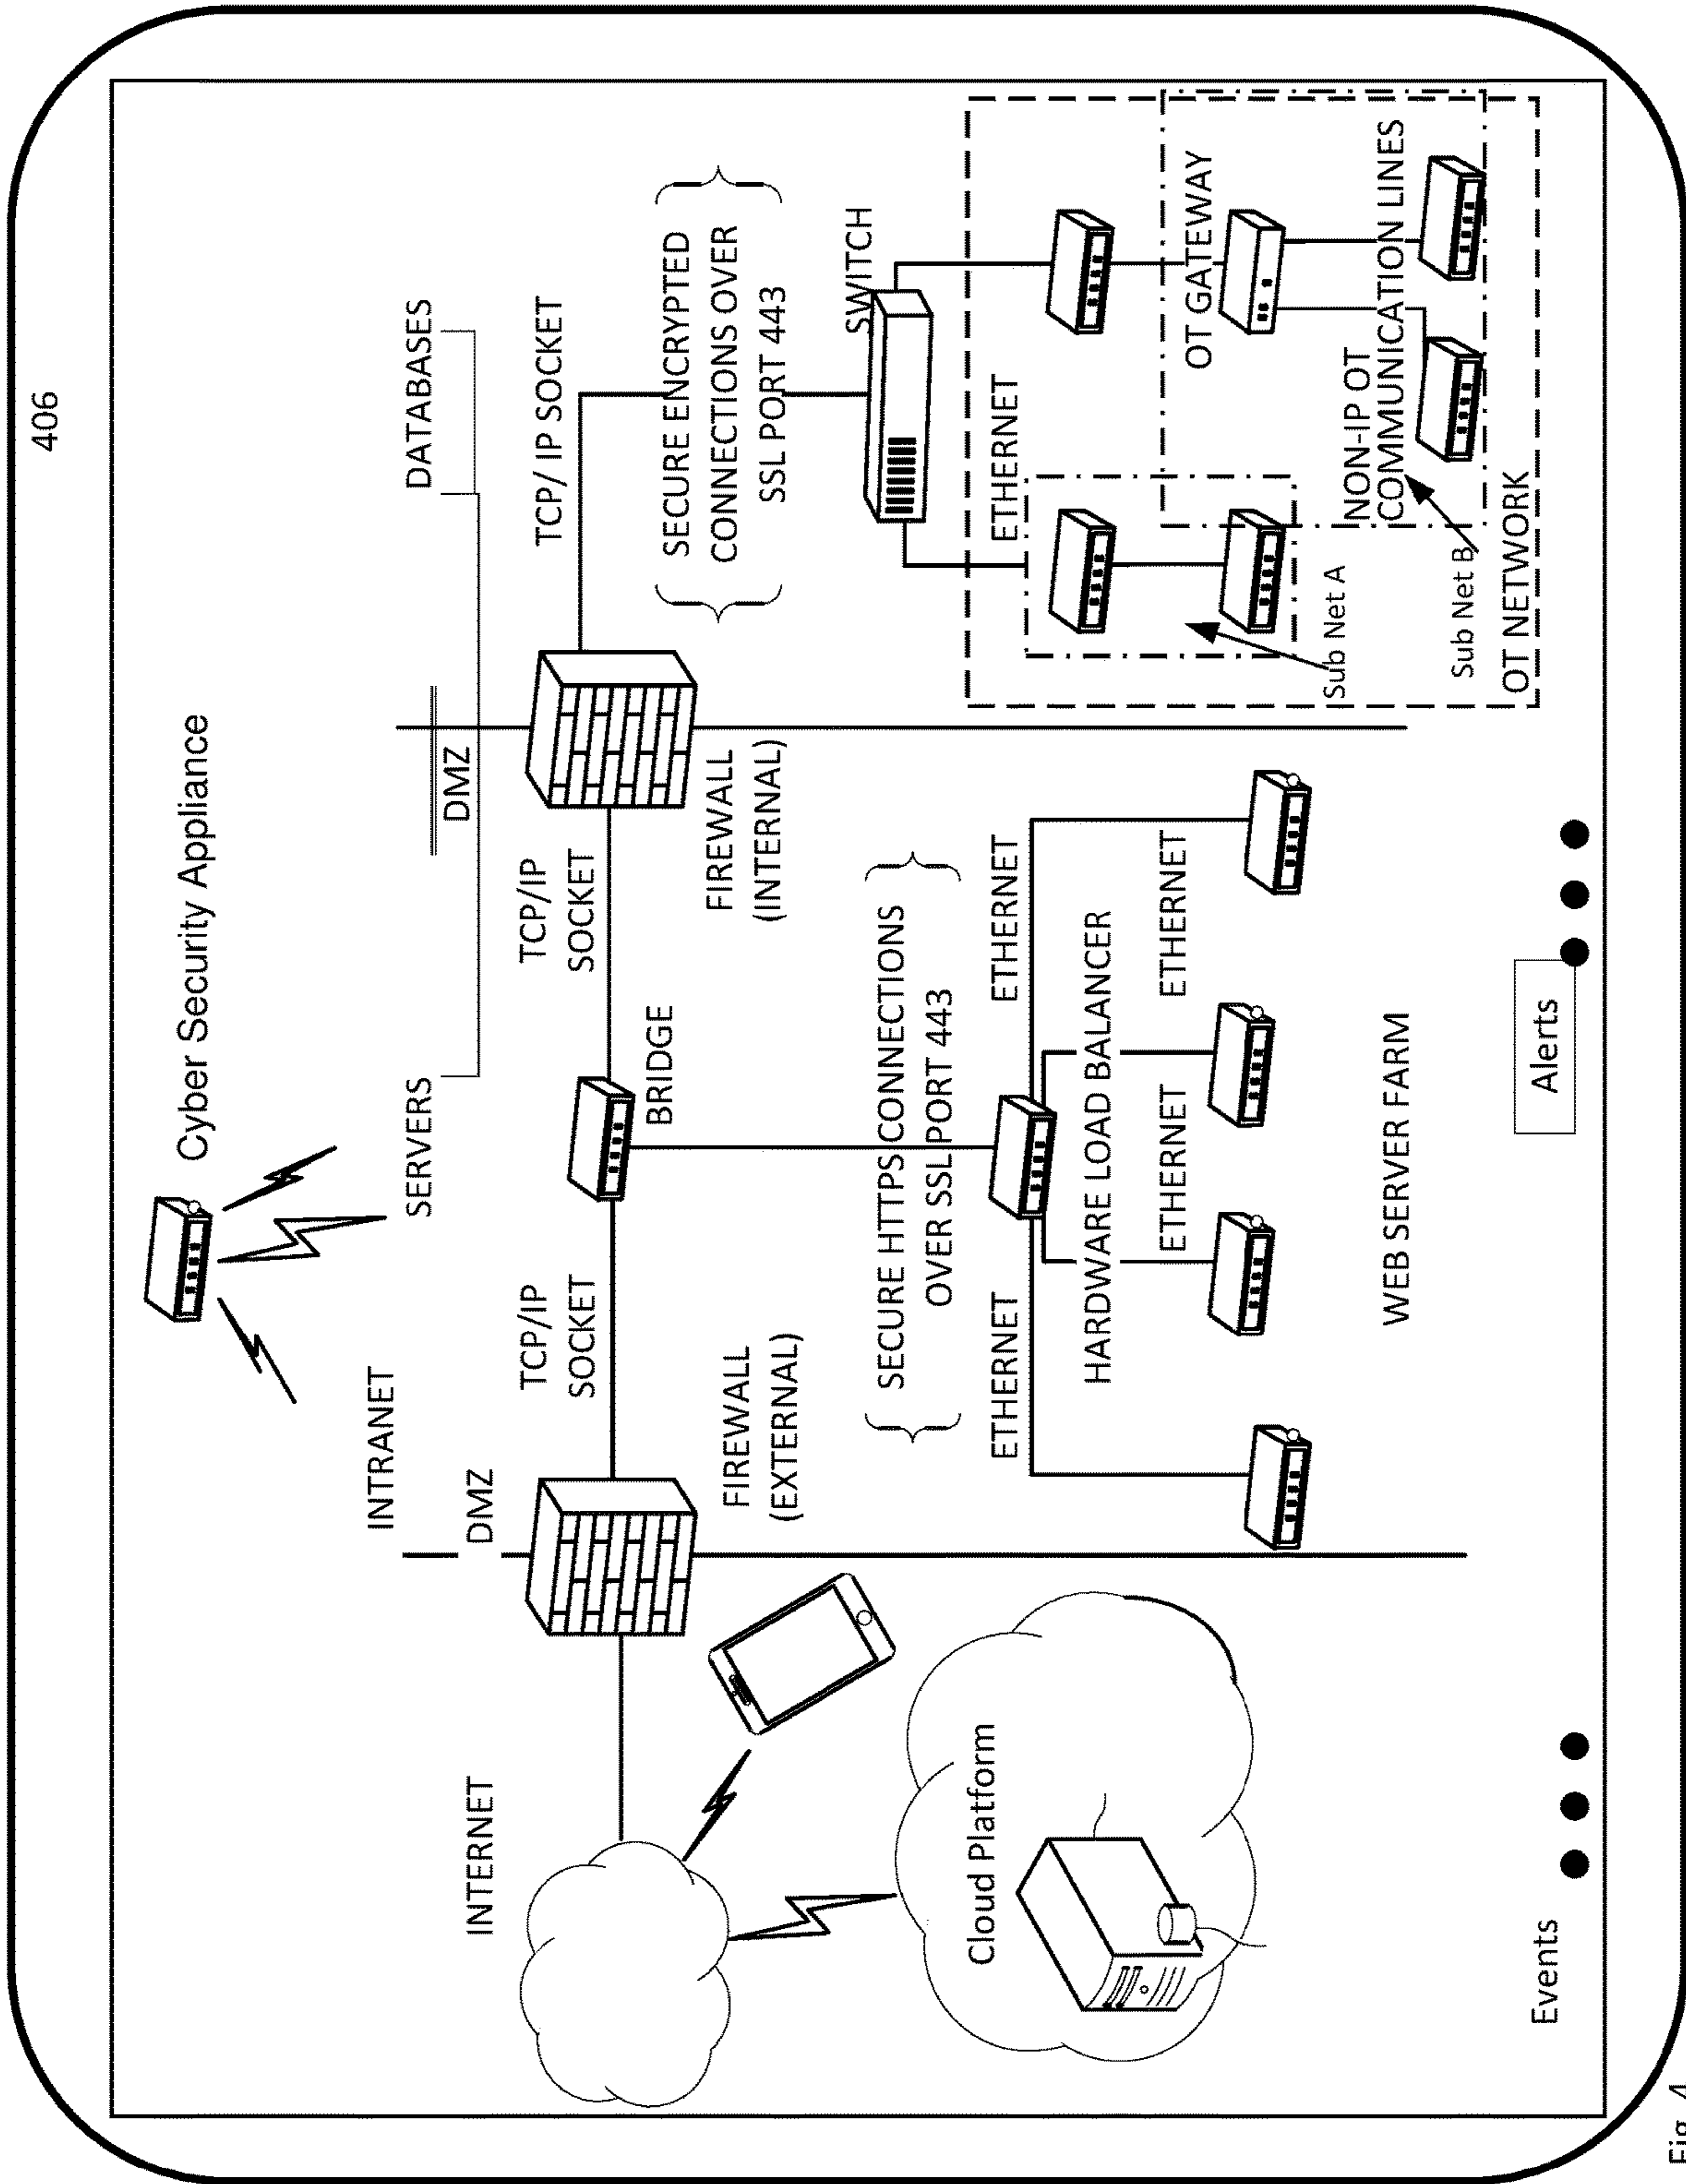 406
Cyber Security Appliance
INTRANET
SERVERS
DATABASES
INTERNET
DMZ
DMZ
TCP/IP
SOCKET
TCP/IP
SOCKET
TCP/ IP SOCKET
BRIDGE
FIREWALL
(EXTERNAL)
FIREWALL
(INTERNAL)
SECURE ENCRYPTED
CONNECTIONS OVER
SSL PORT 443
SWITCH
SECURE HTTPS CONNECTIONS
OVER SSL PORT 443
Cloud Platform
ETHERNET
ETHERNET
ETHERNET
HARDWARE LOAD BALANCER
ETHERNET
ETHERNET
OT GATEWAY
Sub Net A
NON-IP OT
COMMUNICATION LINES
WEB SERVER FARM
Sub Net B
OT NETWORK
Events
Alerts
Fig. 4